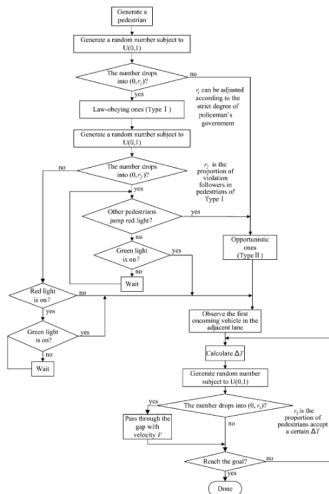 Generate a
pedestrian
Generate a random number subject to
U(0,1)
The number drops
into (0, r₁)?
no
yes
r₁ can be adjusted
according to the
strict degree of
policeman's
government
Law-obeying ones (Type I)
Generate a random number subject to
U(0,1)
no
The number drops
into (0, r₂)?
yes
r₂ is the
proportion of
violation
followers in
pedestrians of
Type I
Other pedestrians
jump red light?
yes
no
Green light
is on?
yes
no
Wait
Opportunistic
ones
(Type II)
Red light
is on?
no
yes
Green light
is on?
yes
no
Wait
Observe the first
oncoming vehicle in the
adjacent lane
Calculate ΔT
Generate random number
subject to U(0,1)
yes
The number drops into (0, r₃)?
no
Pass through the
gap with
velocity V
r₃ is the
proportion of
pedestrians accept
a certain ΔT
Reach the goal?
no
yes
Done